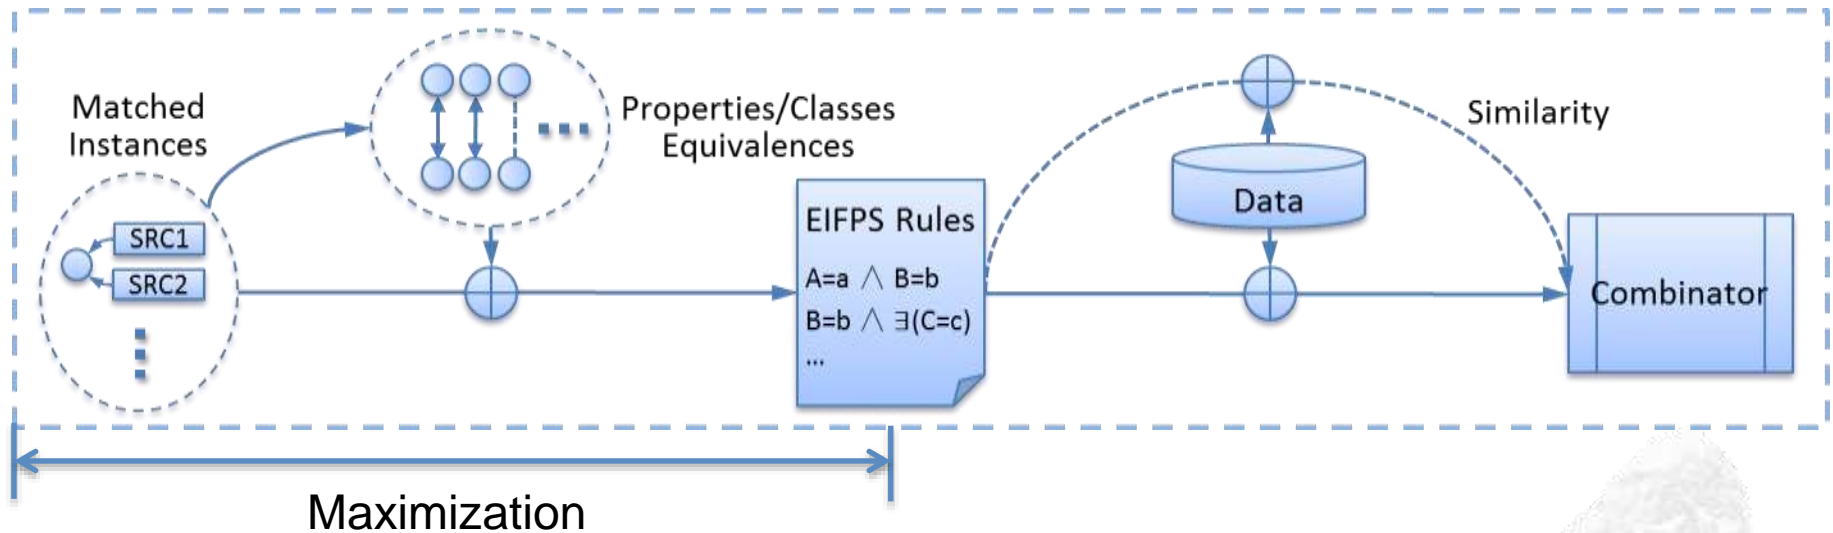 Matched
Instances
SRC1
SRC2
Properties/Classes
Equivalences
EIFPS Rules
A=a ∧ B=b
B=b ∧ ∃(C=c)
...
Data
Similarity
Combinator
Maximization